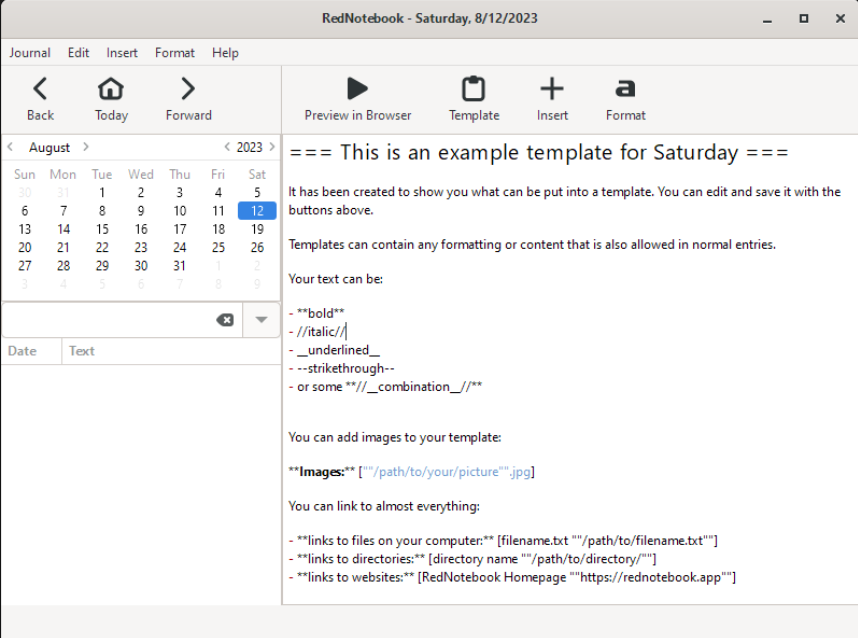 RedNotebook - Saturday, 8/12/2023
Journal Edit Insert Format Help
Back Today Forward Preview in Browser Template Insert Format
August 2023
Sun Mon Tue Wed Thu Fri Sat
30 31 1 2 3 4 5
6 7 8 9 10 11 12
13 14 15 16 17 18 19
20 21 22 23 24 25 26
27 28 29 30 31 1 2
3 4 5 6 7 8 9
Date Text
=== This is an example template for Saturday ===
It has been created to show you what can be put into a template. You can edit and save it with the
buttons above.
Templates can contain any formatting or content that is also allowed in normal entries.
Your text can be:
- **bold**
- //italic//
- __underlined__
- --strikethrough--
- or some **//__combination__//**
You can add images to your template:
**Images:** [""/path/to/your/picture"".jpg]
You can link to almost everything:
- **links to files on your computer:** [filename.txt ""/path/to/filename.txt""]
- **links to directories:** [directory name ""/path/to/directory/""]
- **links to websites:** [RedNotebook Homepage ""https://rednotebook.app""]